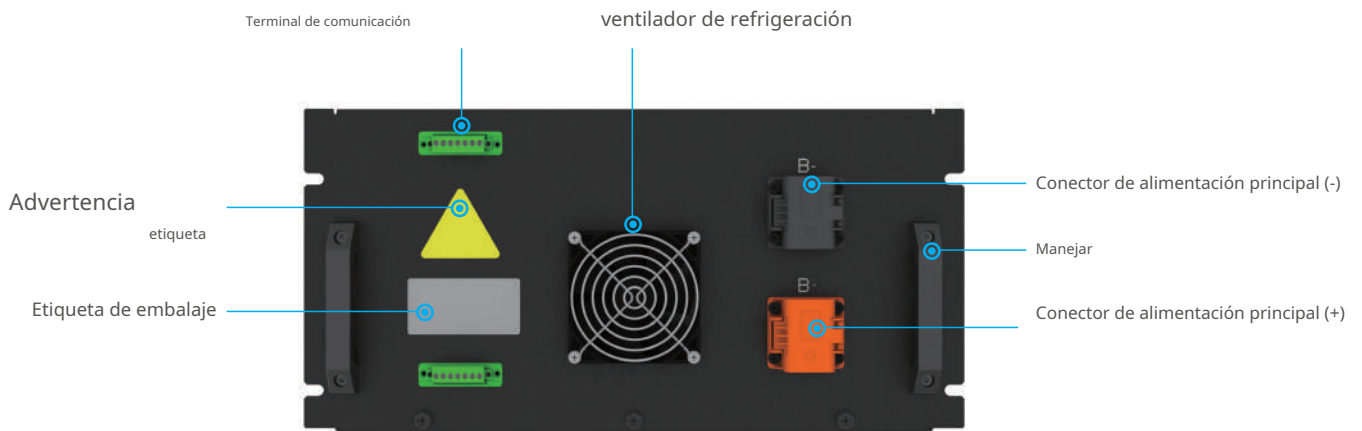 Terminal de comunicación
ventilador de refrigeración
B-
Conector de alimentación principal (-)
Advertencia
etiqueta
Manejar
B-
Etiqueta de embalaje
Conector de alimentación principal (+)